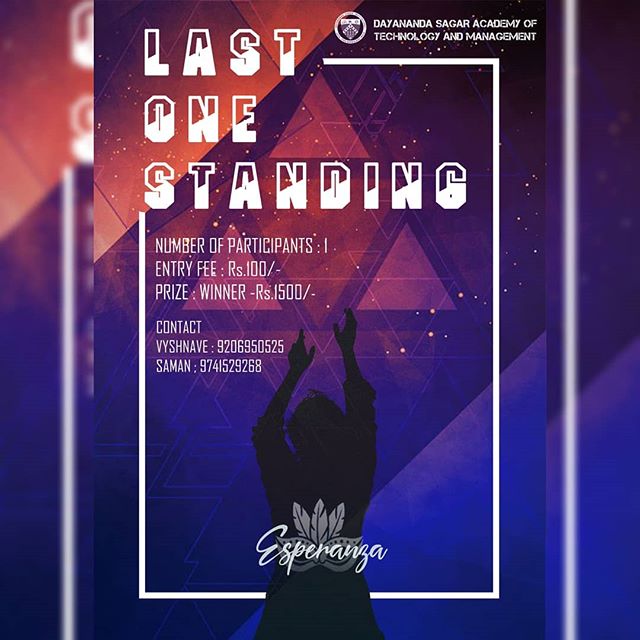 DAYANANDA SAGAR ACADEMY OF
TECHNOLOGY AND MANAGEMENT
LAST
ONE
STANDING
NUMBER OF PARTICIPANTS : 1
ENTRY FEE : Rs.100/-
PRIZE : WINNER -Rs.1500/-
CONTACT
VYSHNAVE : 9206950525
SAMAN : 9741529268
Esperanza